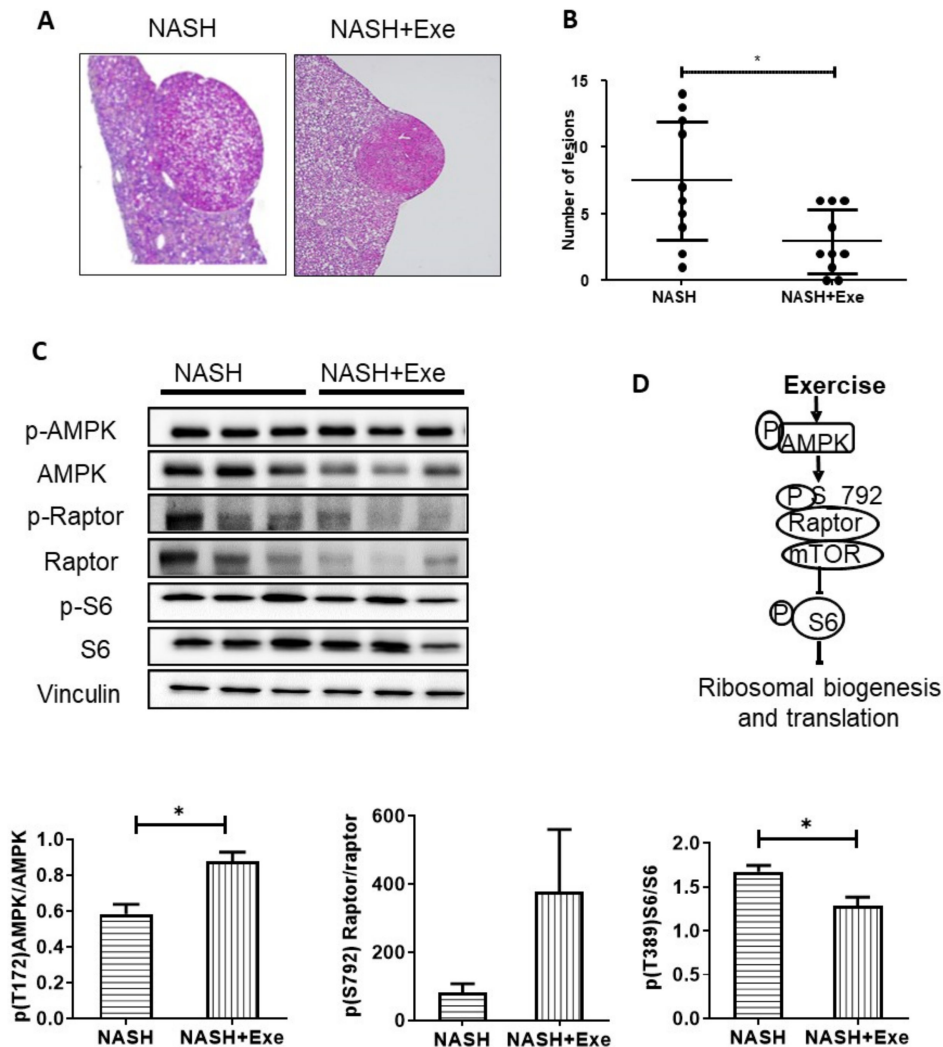 A
NASH
NASH+Exe
B
*
15
10
5
0
Number of lesions
NASH
NASH+Exe
C
NASH
NASH+Exe
p-AMPK
AMPK
p-Raptor
Raptor
p-S6
S6
Vinculin
D
Exercise
P
AMPK
P S_792
Raptor
mTOR
P
S6
Ribosomal biogenesis
and translation
p(T172)AMPK/AMPK
1.0
0.8
0.6
0.4
0.2
0.0
*
NASH
NASH+Exe
p(S792) Raptor/raptor
600
400
200
0
NASH
NASH+Exe
p(T389)S6/S6
2.0
1.5
1.0
0.5
0.0
*
NASH
NASH+Exe